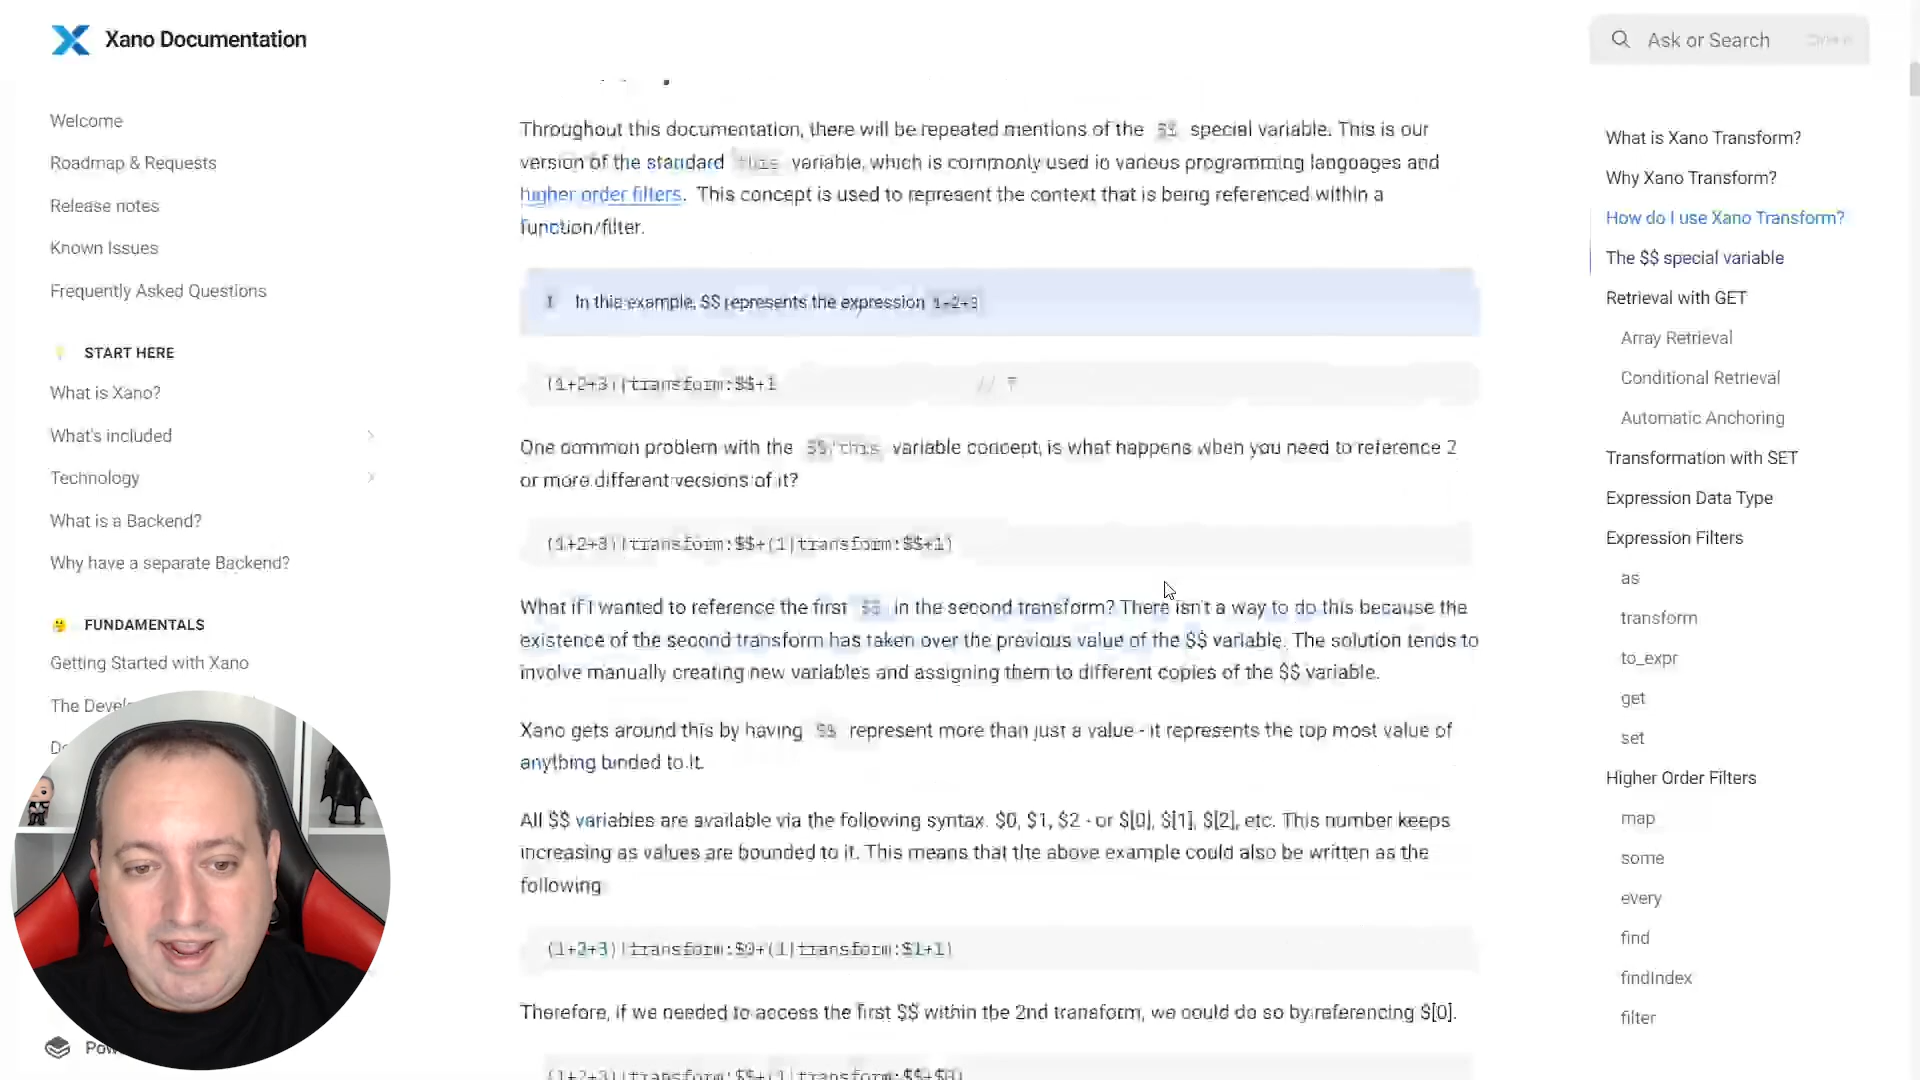 Xano Documentation
Ask or Search
Welcome
Roadmap & Requests
Release notes
Known Issues
Frequently Asked Questions
START HERE
What is Xano?
What's included
Technology
What is a Backend?
Why have a separate Backend?
FUNDAMENTALS
Getting Started with Xano
The Devel
Throughout this documentation, there will be repeated mentions of the $$ special variable. This is our
version of the standard this variable, which is commonly used in various programming languages and
higher order filters. This concept is used to represent the context that is being referenced within a
function/filter.
In this example, $$ represents the expression 1+2+3
(1+2+3)|transform:$$+1 // 7
One common problem with the $$/this variable concept, is what happens when you need to reference 2
or more different versions of it?
(1+2+3)|transform:$$+(1|transform:$$+1)
What if I wanted to reference the first $$ in the second transform? There isn't a way to do this because the
existence of the second transform has taken over the previous value of the $$ variable. The solution tends to
involve manually creating new variables and assigning them to different copies of the $$ variable.
Xano gets around this by having $$ represent more than just a value - it represents the top most value of
anything binded to it.
All $$ variables are available via the following syntax. $0, $1, $2 - or $[0], $[1], $[2], etc. This number keeps
increasing as values are bounded to it. This means that the above example could also be written as the
following
(1+2+3)|transform:$0+(1|transform:$1+1)
Therefore, if we needed to access the first $$ within the 2nd transform, we could do so by referencing $[0].
(1+2+3)|transform:$$+(1|transform:$$+$0)
What is Xano Transform?
Why Xano Transform?
How do I use Xano Transform?
The $$ special variable
Retrieval with GET
Array Retrieval
Conditional Retrieval
Automatic Anchoring
Transformation with SET
Expression Data Type
Expression Filters
as
transform
to_expr
get
set
Higher Order Filters
map
some
every
find
findIndex
filter